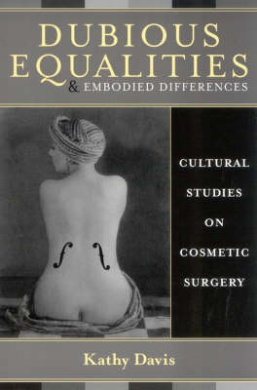 DUBIOUS
EQUALITIES
& EMBODIED DIFFERENCES
CULTURAL
STUDIES
ON
COSMETIC
SURGERY
Kathy Davis